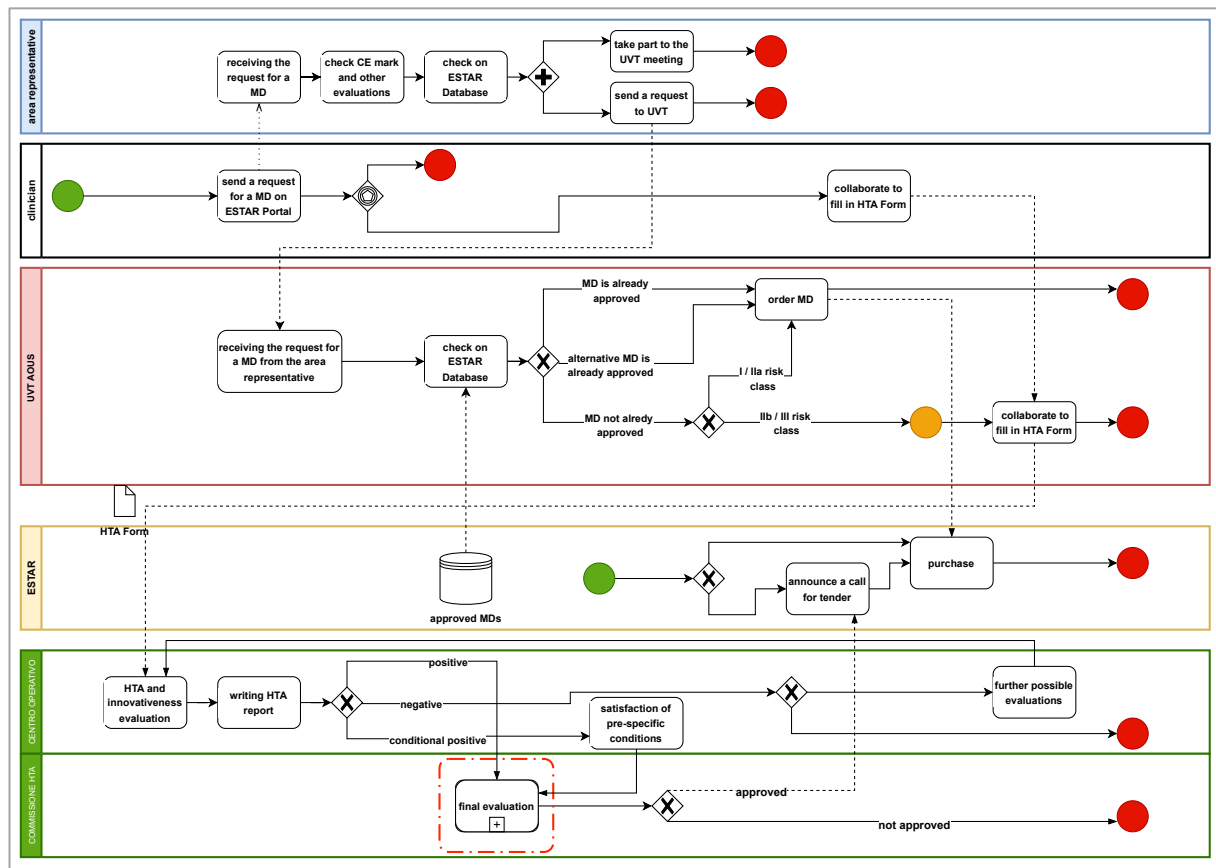 area representative
receiving the
request for a
MD
check CE mark
and other
evaluations
check on
ESTAR
Database
take part to the
UVT meeting
send a request
to UVT
clinician
send a request
for a MD on
ESTAR Portal
collaborate to
fill in HTA Form
UVT AOUS
receiving the request for
a MD from the area
representative
check on
ESTAR
Database
MD is already
approved
alternative MD is
already approved
MD not alredy
approved
order MD
I / IIa risk
class
IIb / III risk
class
collaborate to
fill in HTA Form
HTA Form
ESTAR
approved MDs
announce a call
for tender
purchase
CENTRO OPERATIVO
HTA and
innovativeness
evaluation
writing HTA
report
positive
negative
conditional positive
satisfaction of
pre-specific
conditions
further possible
evaluations
COMMISSIONE HTA
final evaluation
approved
not approved